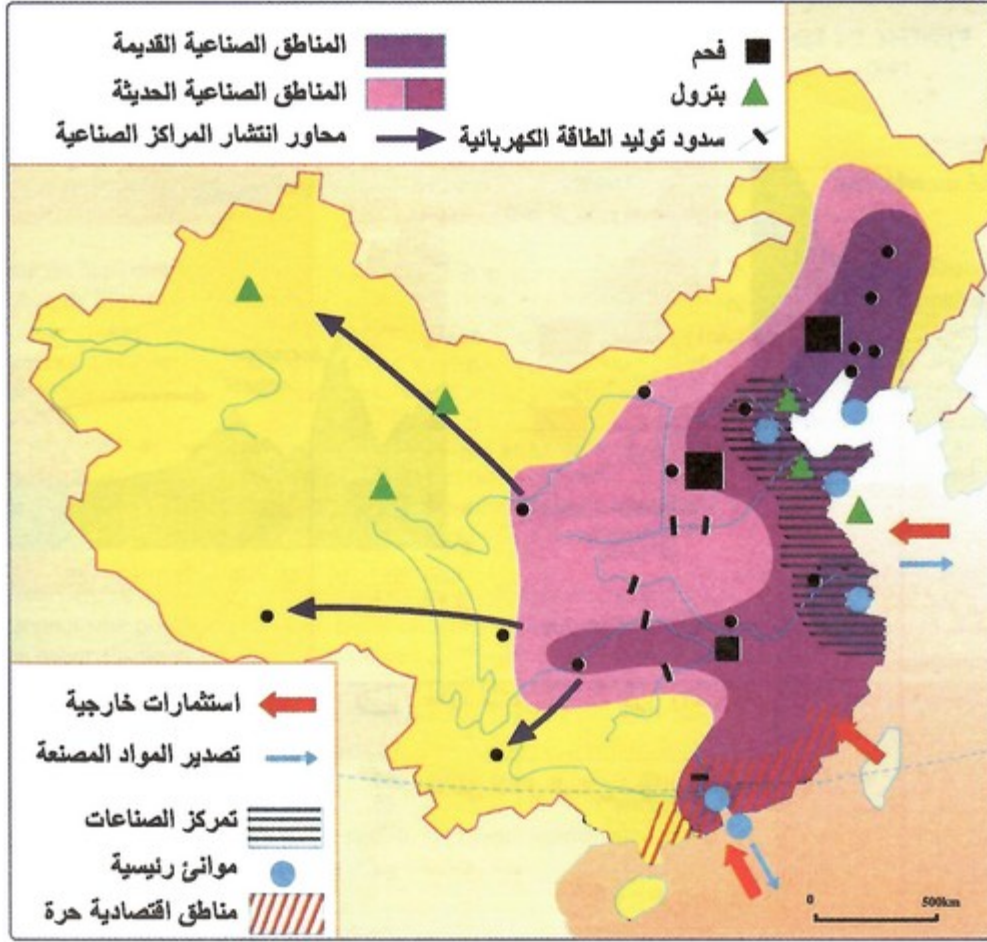 فحم
بترول
سدود توليد الطاقة الكهربائية
المناطق الصناعية القديمة
المناطق الصناعية الحديثة
محاور انتشار المراكز الصناعية
استثمارات خارجية
تصدير المواد المصنعة
تمركز الصناعات
موانئ رئيسية
مناطق اقتصادية حرة
0 500km